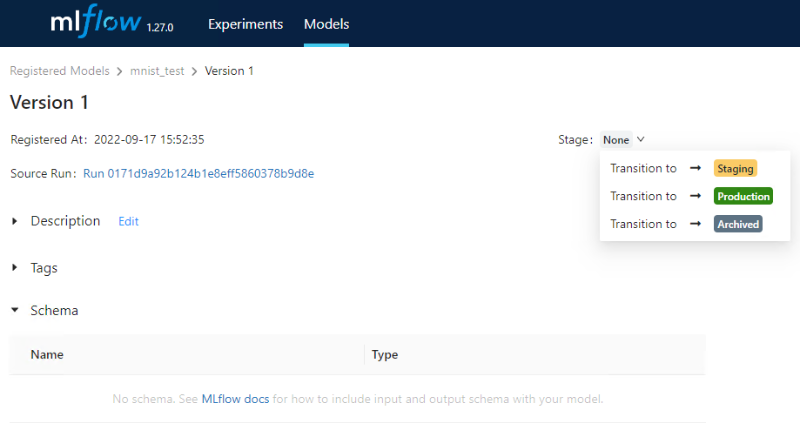 mlflow 1.27.0 Experiments Models
Registered Models > mnist_test > Version 1
Version 1
Registered At: 2022-09-17 15:52:35 Stage: None
Source Run: Run 0171d9a92b124b1e8eff5860378b9d8e
Transition to → Staging
Transition to → Production
Transition to → Archived
Description Edit
Tags
Schema
Name Type
No schema. See MLflow docs for how to include input and output schema with your model.